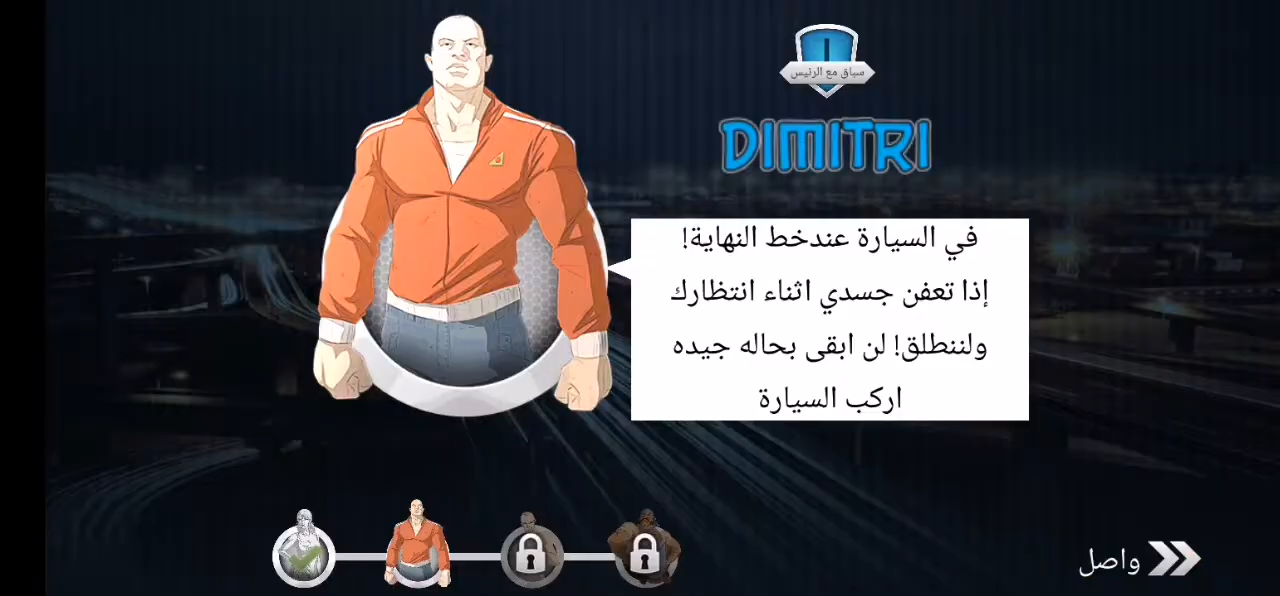 سباق مع الرئيس
DIMITRI
في السيارة عندخط النهاية!
إذا تعفن جسدي اثناء انتظارك
ولننطلق! لن ابقى بحاله جيده
اركب السيارة
واصل